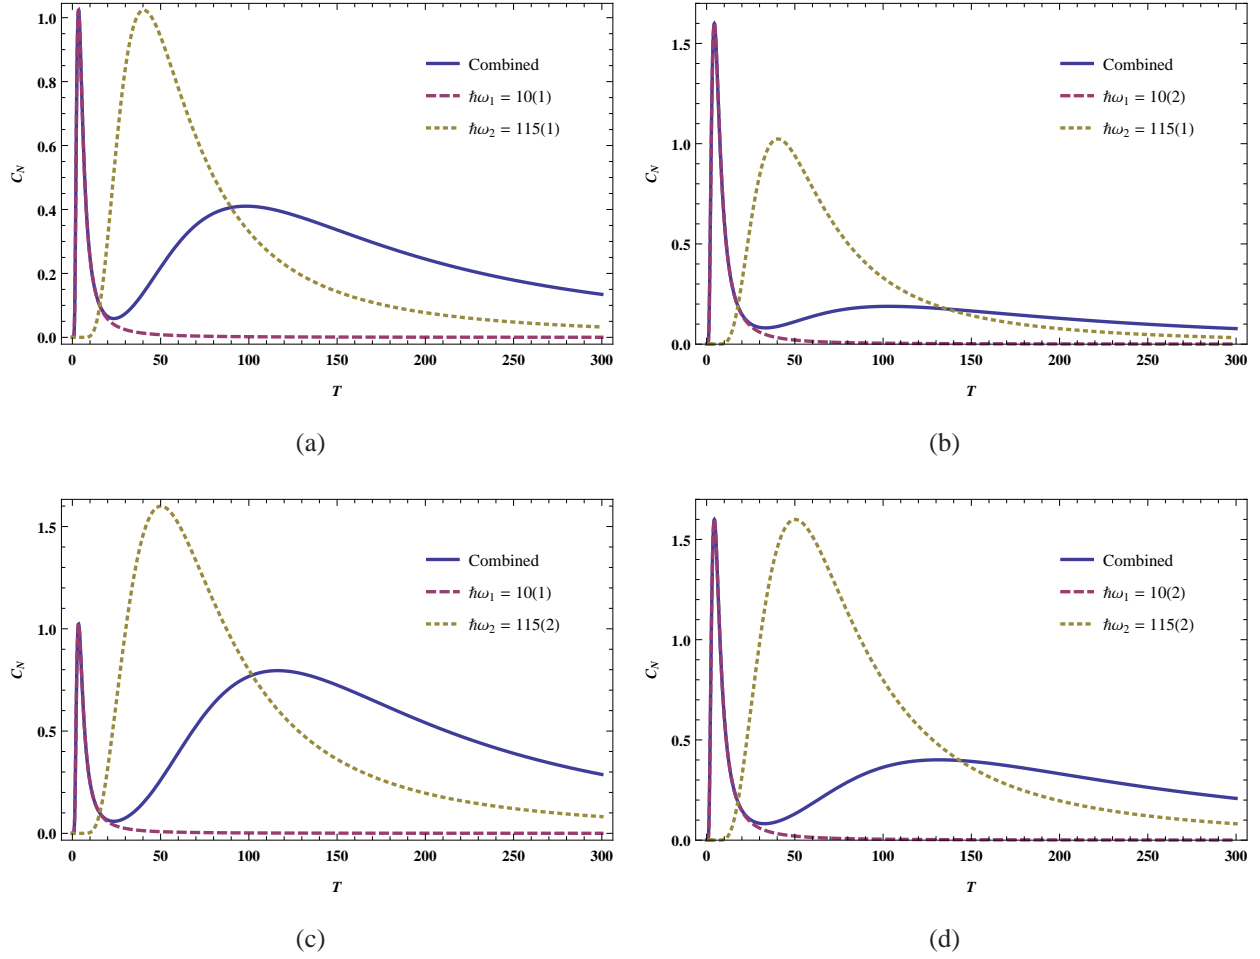 1.0
0.8
0.6
0.4
0.2
0.0
C_N
0 50 100 150 200 250 300
T
Combined
ℏω₁ = 10(1)
ℏω₂ = 115(1)
(a)
1.5
1.0
0.5
0.0
C_N
0 50 100 150 200 250 300
T
Combined
ℏω₁ = 10(2)
ℏω₂ = 115(1)
(b)
1.5
1.0
0.5
0.0
C_N
0 50 100 150 200 250 300
T
Combined
ℏω₁ = 10(1)
ℏω₂ = 115(2)
(c)
1.5
1.0
0.5
0.0
C_N
0 50 100 150 200 250 300
T
Combined
ℏω₁ = 10(2)
ℏω₂ = 115(2)
(d)